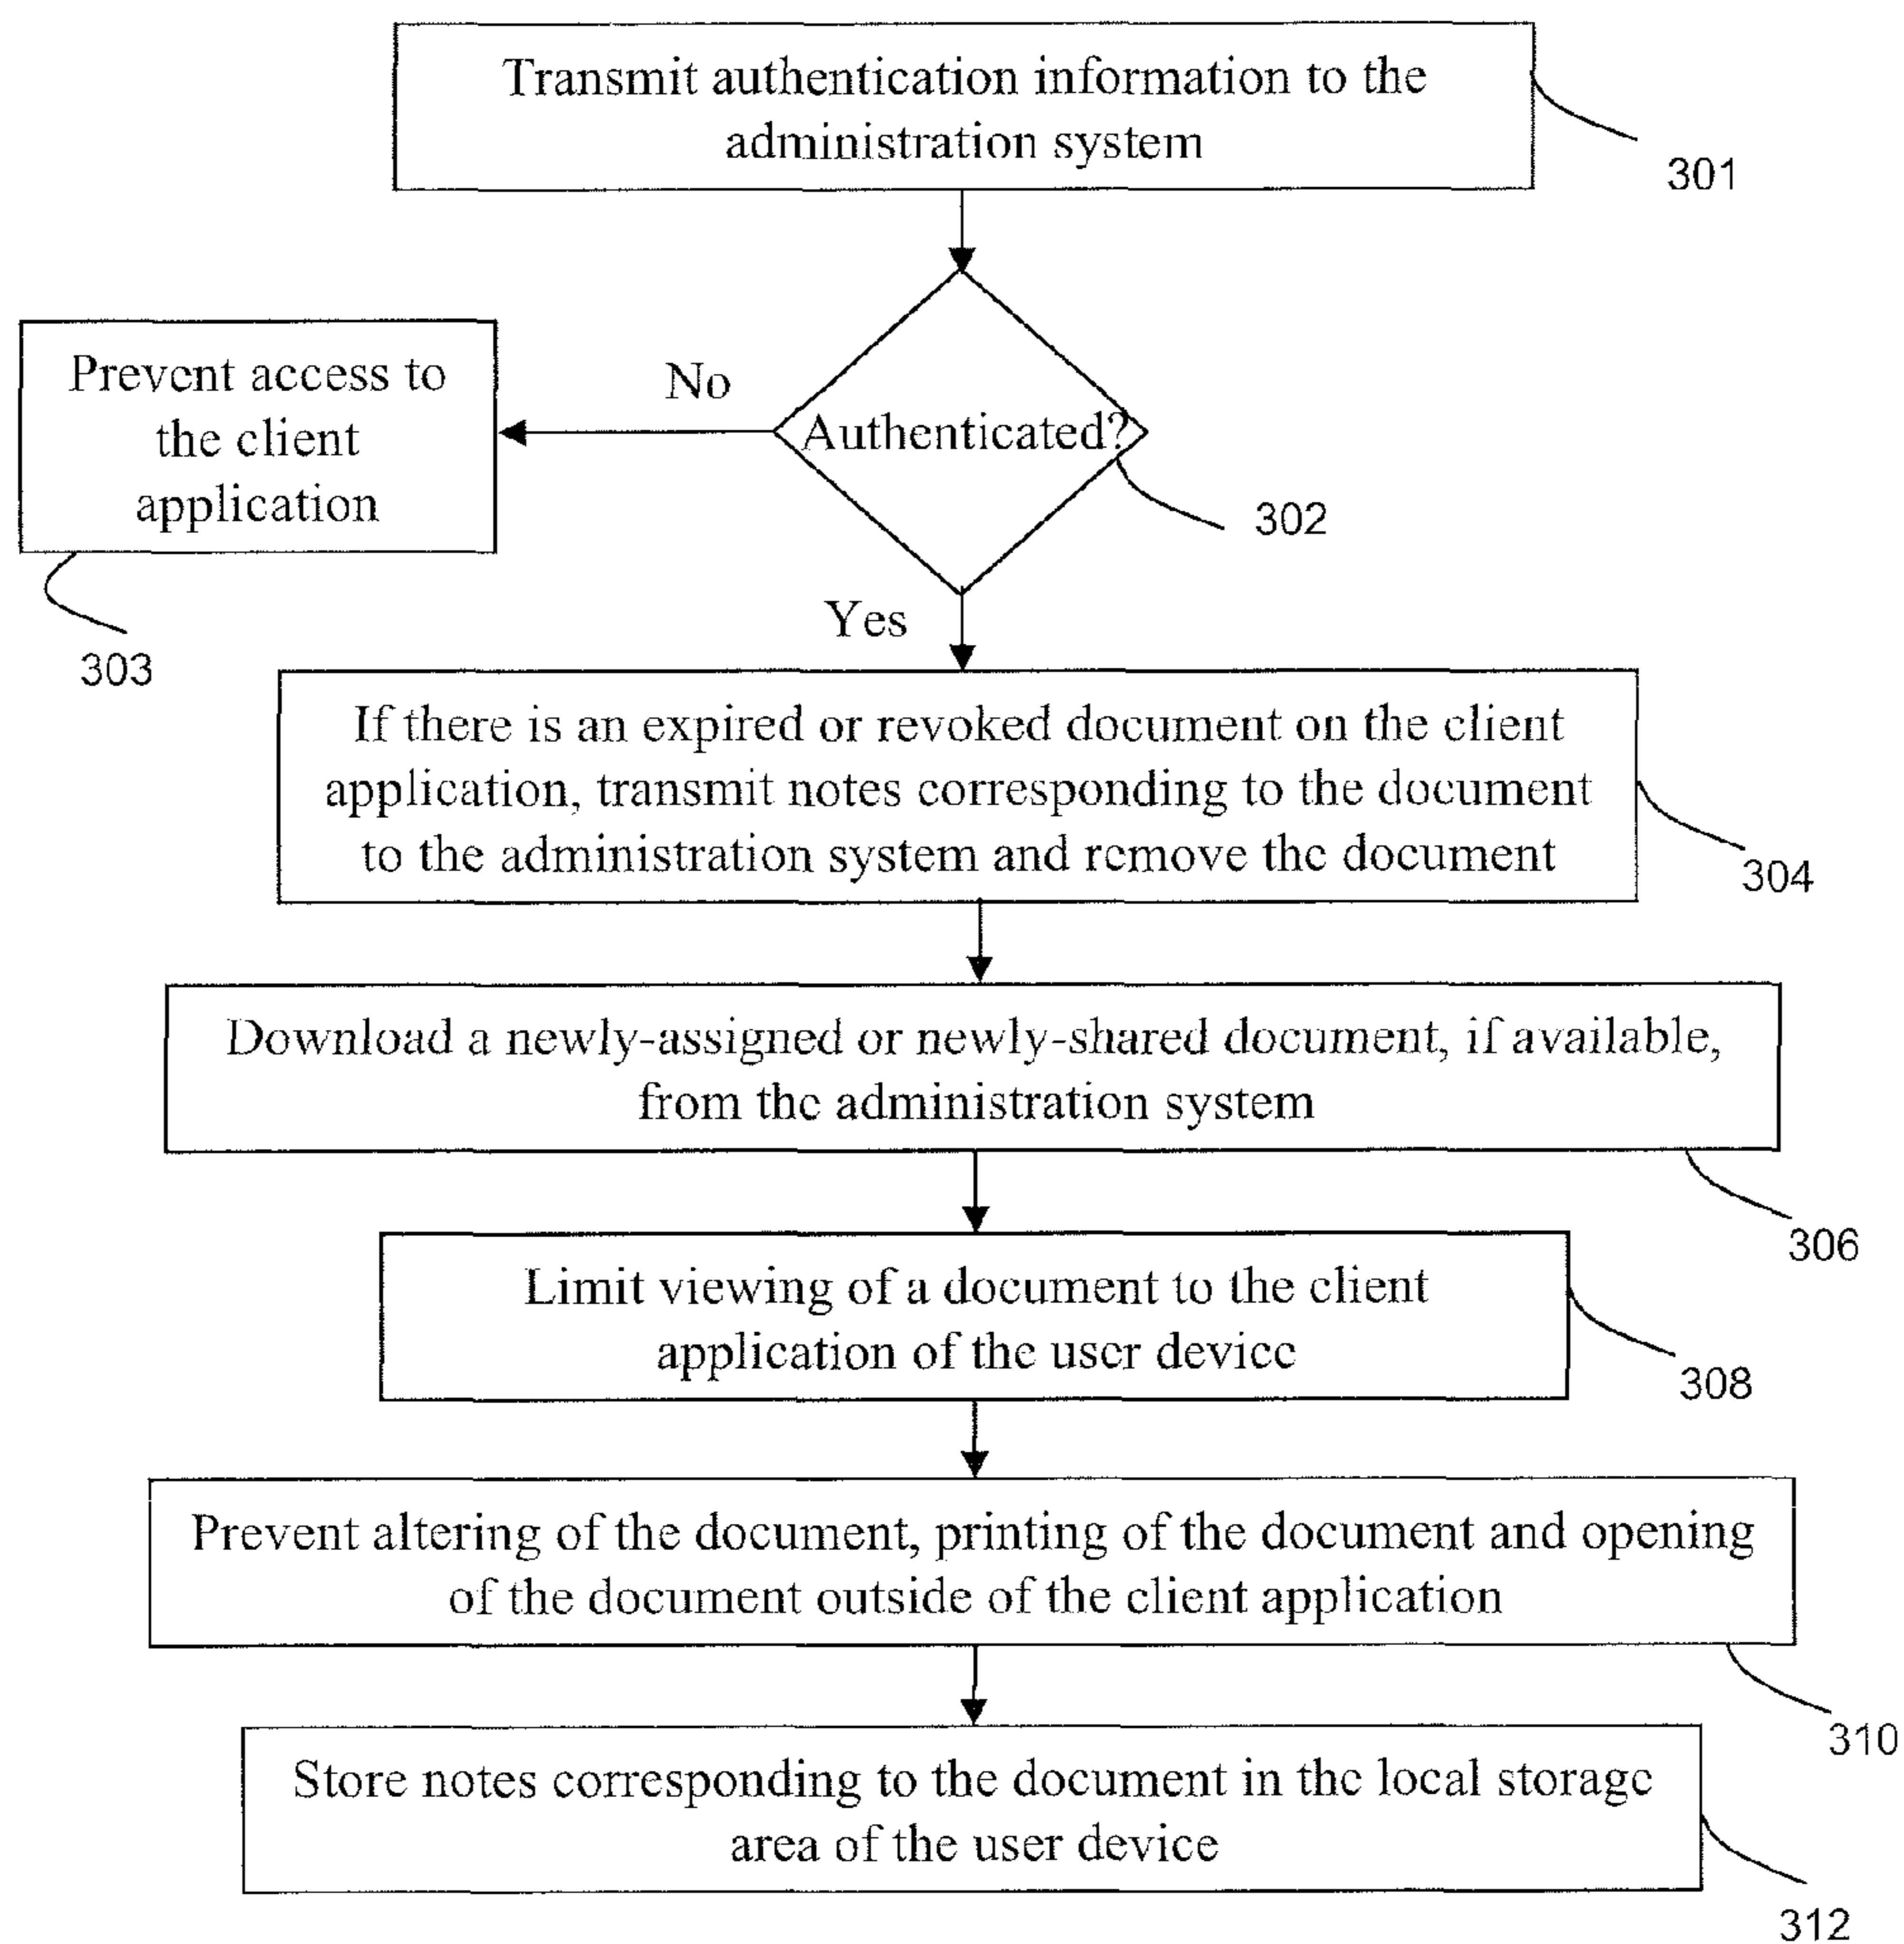 Transmit authentication information to the
administration system
301
Prevent access to
the client
application
303
No
Authenticated?
302
Yes
If there is an expired or revoked document on the client
application, transmit notes corresponding to the document
to the administration system and remove the document
304
Download a newly-assigned or newly-shared document, if available,
from the administration system
306
Limit viewing of a document to the client
application of the user device
308
Prevent altering of the document, printing of the document and opening
of the document outside of the client application
310
Store notes corresponding to the document in the local storage
area of the user device
312